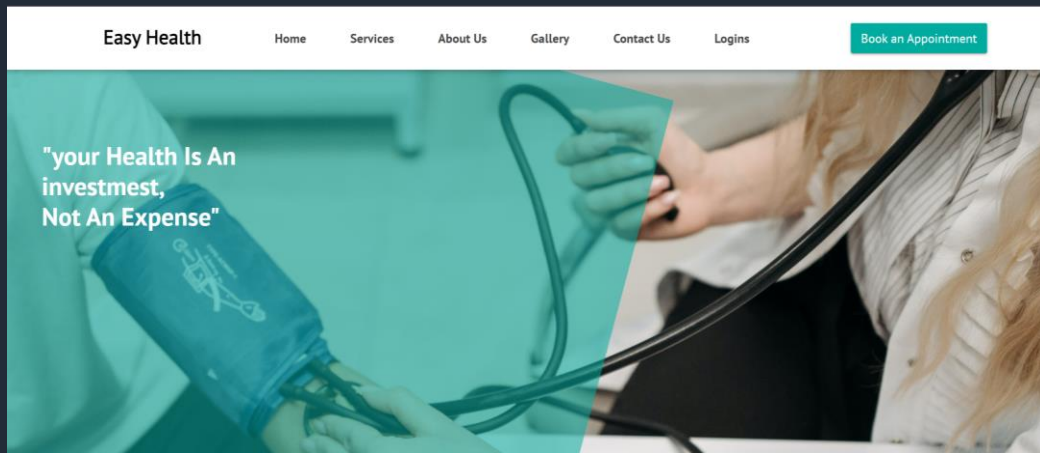 Easy Health
Home
Services
About Us
Gallery
Contact Us
Logins
Book an Appointment
"your Health Is An
investmest,
Not An Expense"